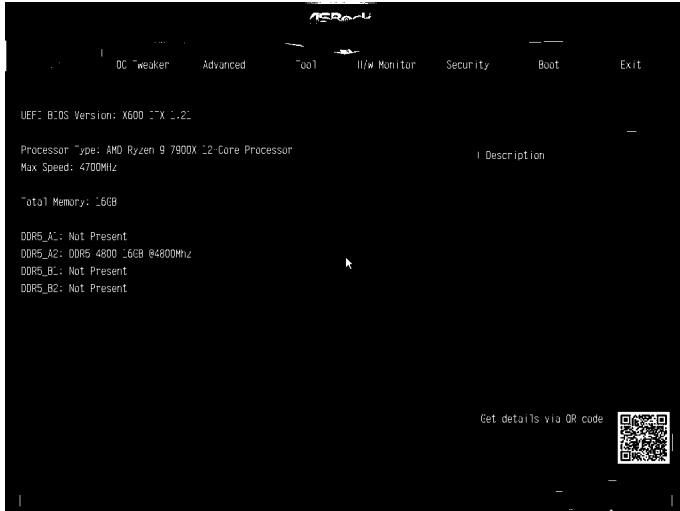 ASRock
OC Tweaker Advanced Tool H/W Monitor Security Boot Exit
UEFI BIOS Version: X600 ITX 1.21
Processor Type: AMD Ryzen 9 7900X 12-Core Processor
Max Speed: 4700MHz
Description
Total Memory: 16GB
DDR5_A1: Not Present
DDR5_A2: DDR5 4800 16GB @4800Mhz
DDR5_B1: Not Present
DDR5_B2: Not Present
Get details via QR code